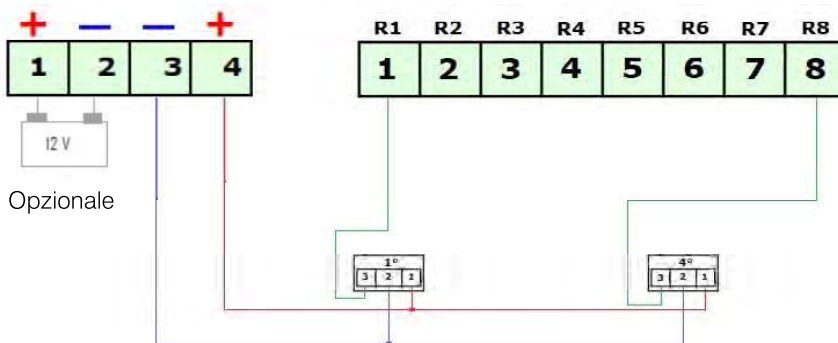 + — — + R1 R2 R3 R4 R5 R6 R7 R8
1 2 3 4 1 2 3 4 5 6 7 8
12 V
Opzionale
1° 4°
3 2 1 3 2 1